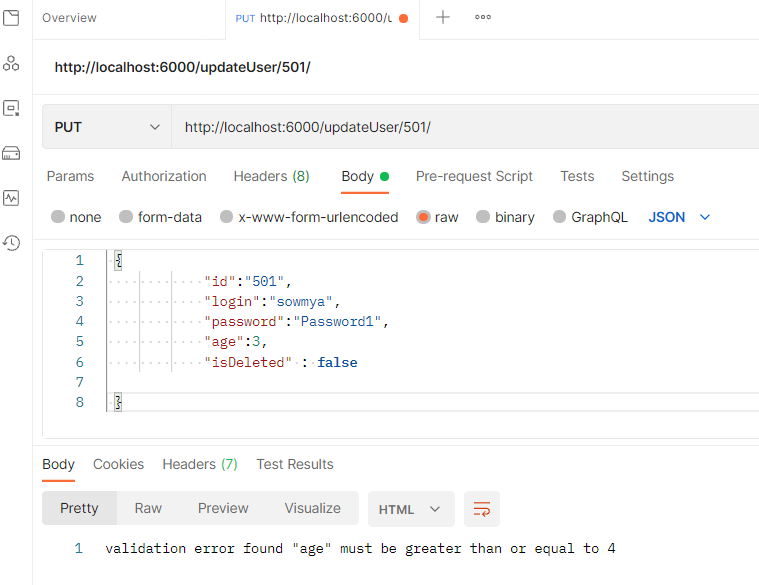 Overview
PUT http://localhost:6000/u
http://localhost:6000/updateUser/501/
PUT http://localhost:6000/updateUser/501/
Params Authorization Headers (8) Body Pre-request Script Tests Settings
none form-data x-www-form-urlencoded raw binary GraphQL JSON
1 {
2 "id":"501",
3 "login":"sowmya",
4 "password":"Password1",
5 "age":3,
6 "isDeleted" : false
7
8 }
Body Cookies Headers (7) Test Results
Pretty Raw Preview Visualize HTML
1 validation error found "age" must be greater than or equal to 4